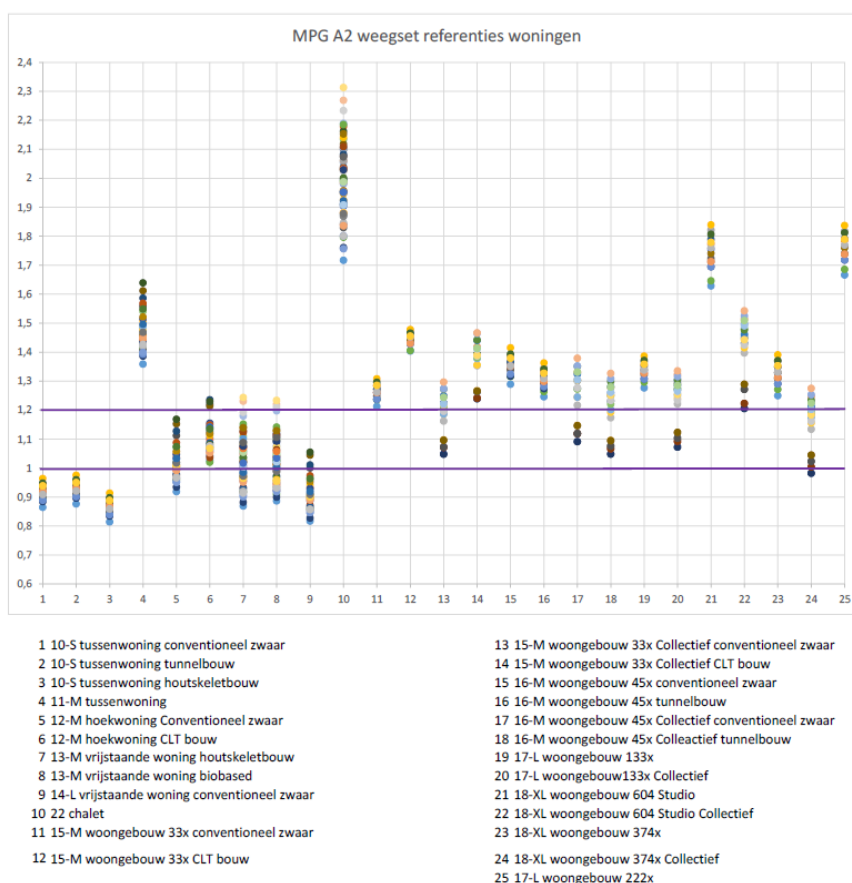 MPG A2 weegset referenties woningen
2,4
2,3
2,2
2,1
2
1,9
1,8
1,7
1,6
1,5
1,4
1,3
1,2
1,1
1
0,9
0,8
0,7
0,6
1 2 3 4 5 6 7 8 9 10 11 12 13 14 15 16 17 18 19 20 21 22 23 24 25
1 10-S tussenwoning conventioneel zwaar
2 10-S tussenwoning tunnelbouw
3 10-S tussenwoning houtskeletbouw
4 11-M tussenwoning
5 12-M hoekwoning Conventioneel zwaar
6 12-M hoekwoning CLT bouw
7 13-M vrijstaande woning houtskeletbouw
8 13-M vrijstaande woning biobased
9 14-L vrijstaande woning conventioneel zwaar
10 22 chalet
11 15-M woongebouw 33x conventioneel zwaar
12 15-M woongebouw 33x CLT bouw
13 15-M woongebouw 33x Collectief conventioneel zwaar
14 15-M woongebouw 33x Collectief CLT bouw
15 16-M woongebouw 45x conventioneel zwaar
16 16-M woongebouw 45x tunnelbouw
17 16-M woongebouw 45x Collectief conventioneel zwaar
18 16-M woongebouw 45x Colleactief tunnelbouw
19 17-L woongebouw 133x
20 17-L woongebouw133x Collectief
21 18-XL woongebouw 604 Studio
22 18-XL woongebouw 604 Studio Collectief
23 18-XL woongebouw 374x
24 18-XL woongebouw 374x Collectief
25 17-L woongebouw 222x